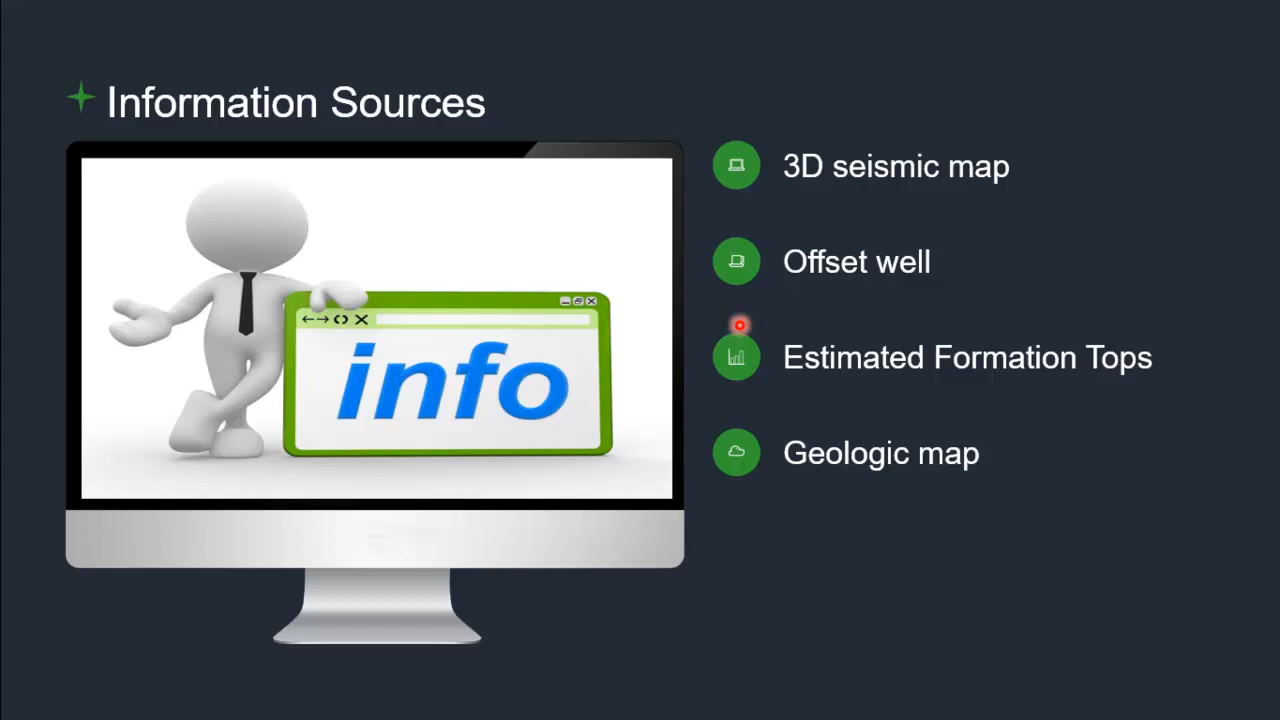 Information Sources
info
3D seismic map
Offset well
Estimated Formation Tops
Geologic map